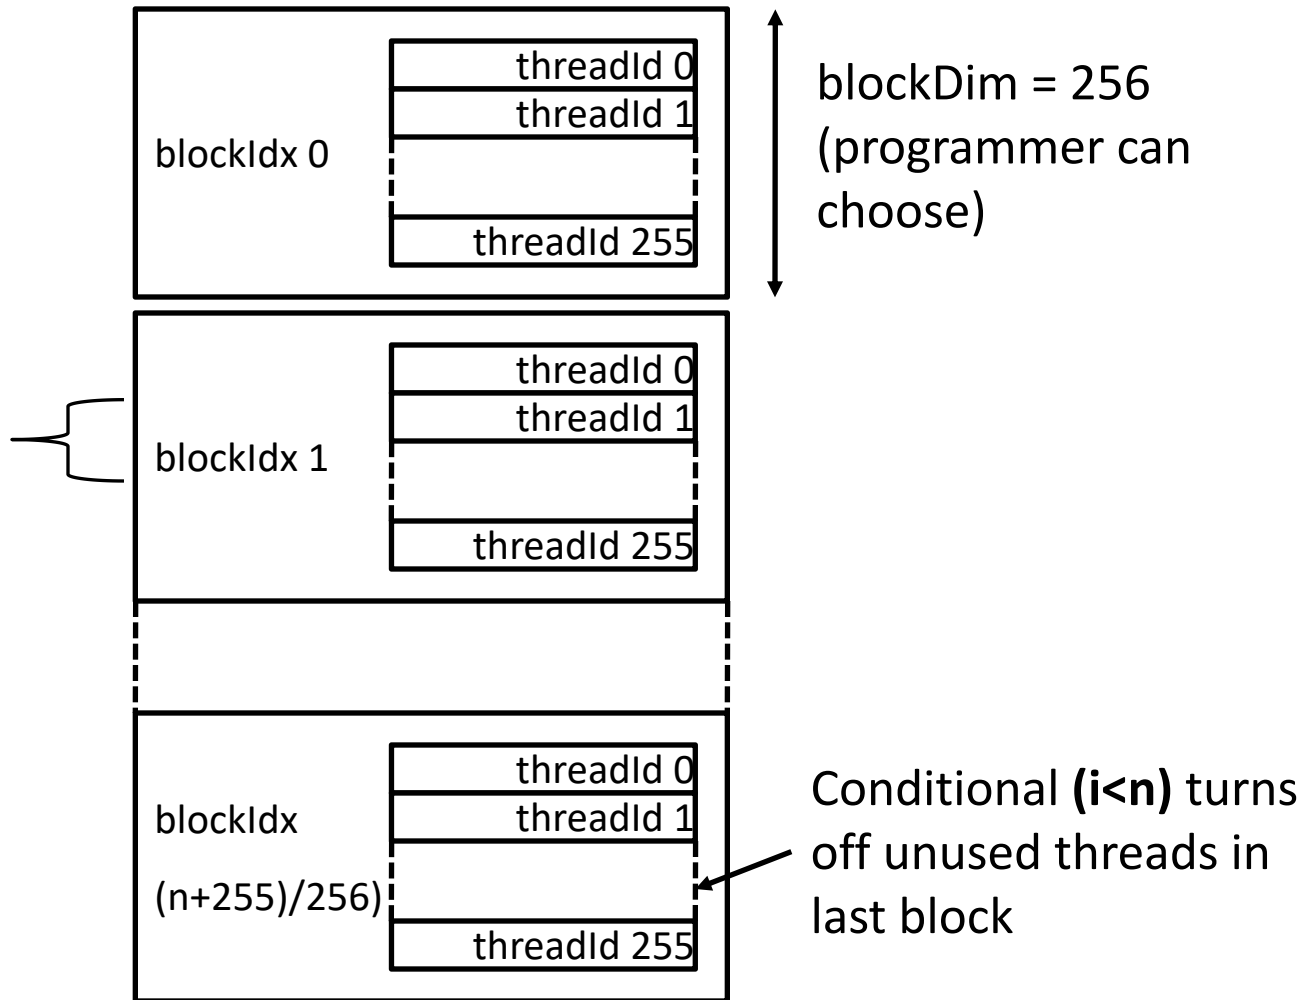 threadId 0
threadId 1
blockIdx 0
threadId 255
blockDim = 256
(programmer can
choose)
threadId 0
threadId 1
blockIdx 1
threadId 255
threadId 0
threadId 1
blockIdx
(n+255)/256)
threadId 255
Conditional (i<n) turns
off unused threads in
last block